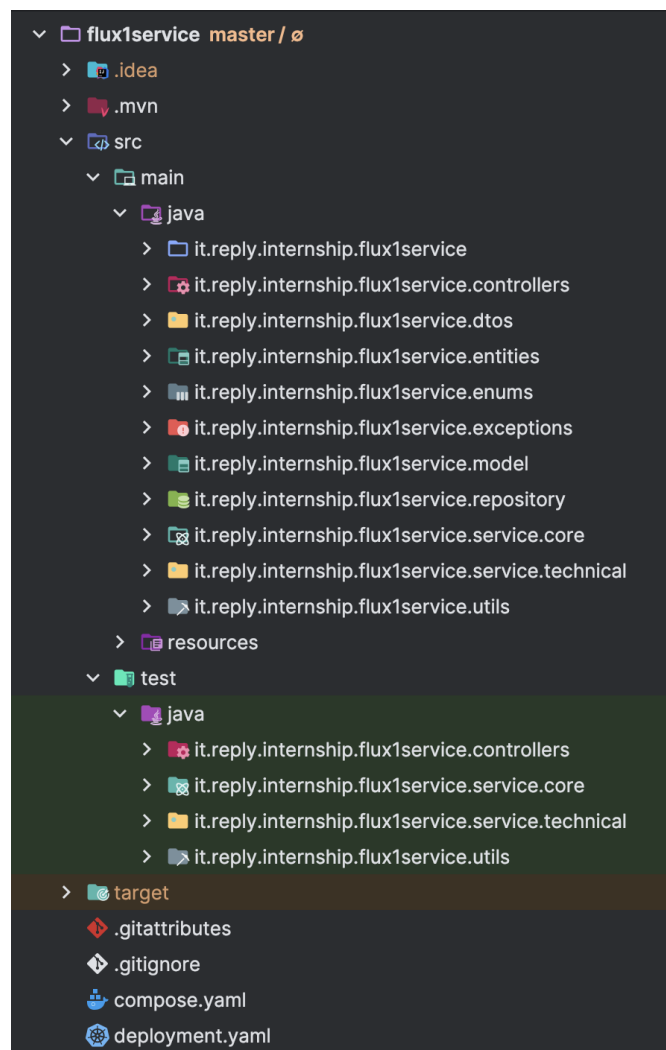 flux1service master / ø
.idea
.mvn
src
main
java
it.reply.internship.flux1service
it.reply.internship.flux1service.controllers
it.reply.internship.flux1service.dtos
it.reply.internship.flux1service.entities
it.reply.internship.flux1service.enums
it.reply.internship.flux1service.exceptions
it.reply.internship.flux1service.model
it.reply.internship.flux1service.repository
it.reply.internship.flux1service.service.core
it.reply.internship.flux1service.service.technical
it.reply.internship.flux1service.utils
resources
test
java
it.reply.internship.flux1service.controllers
it.reply.internship.flux1service.service.core
it.reply.internship.flux1service.service.technical
it.reply.internship.flux1service.utils
target
.gitattributes
.gitignore
compose.yaml
deployment.yaml